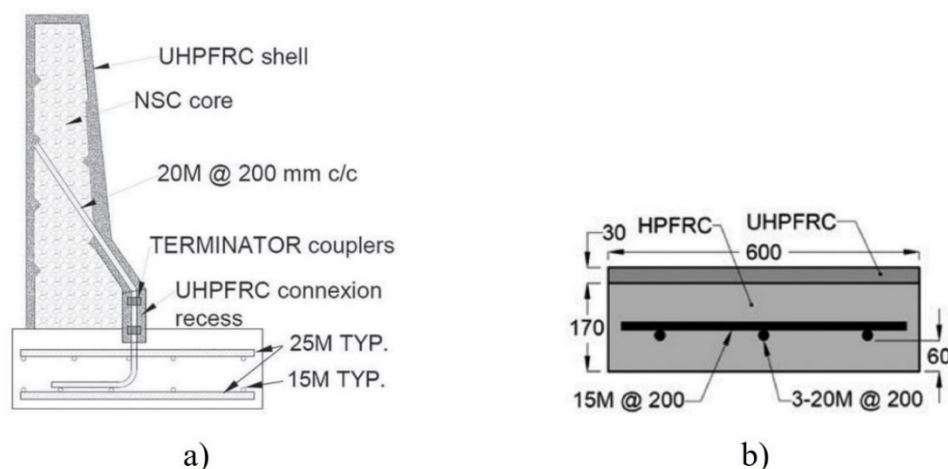 UHPFRC shell
NSC core
20M @ 200 mm c/c
TERMINATOR couplers
UHPFRC connexion
recess
25M TYP.
15M TYP.
a)
HPFRC
UHPFRC
30
600
170
60
15M @ 200
3-20M @ 200
b)